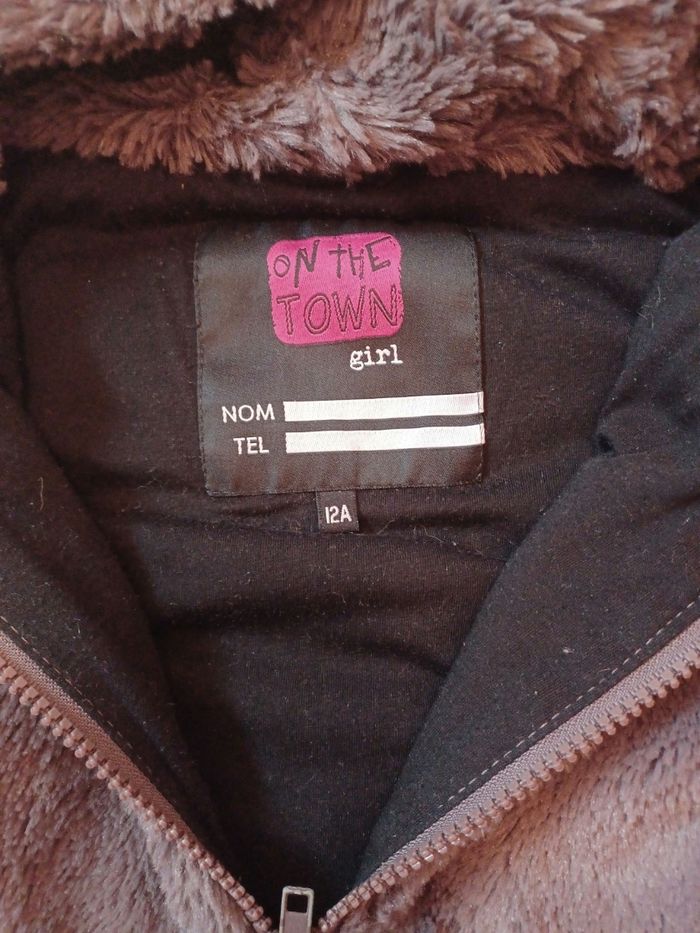 ON THE
TOWN
girl
NOM
TEL
12A